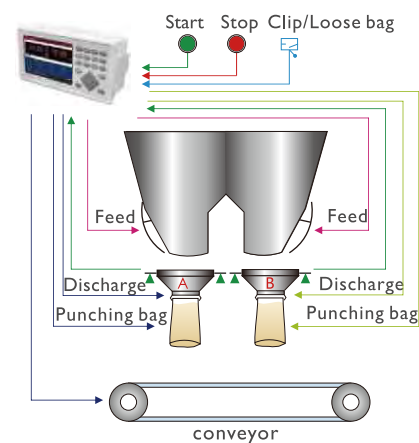 Start Stop Clip/Loose bag
Feed Feed
A B
Discharge Discharge
Punching bag Punching bag
conveyor